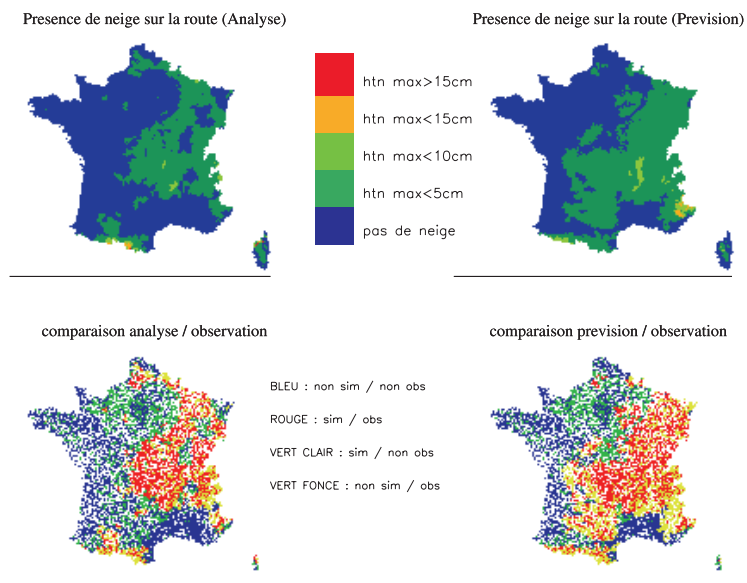 Presence de neige sur la route (Analyse)
Presence de neige sur la route (Prevision)
htn max>15cm
htn max<15cm
htn max<10cm
htn max<5cm
pas de neige
comparaison analyse / observation
comparaison prevision / observation
BLEU : non sim / non obs
ROUGE : sim / obs
VERT CLAIR : sim / non obs
VERT FONCE : non sim / obs